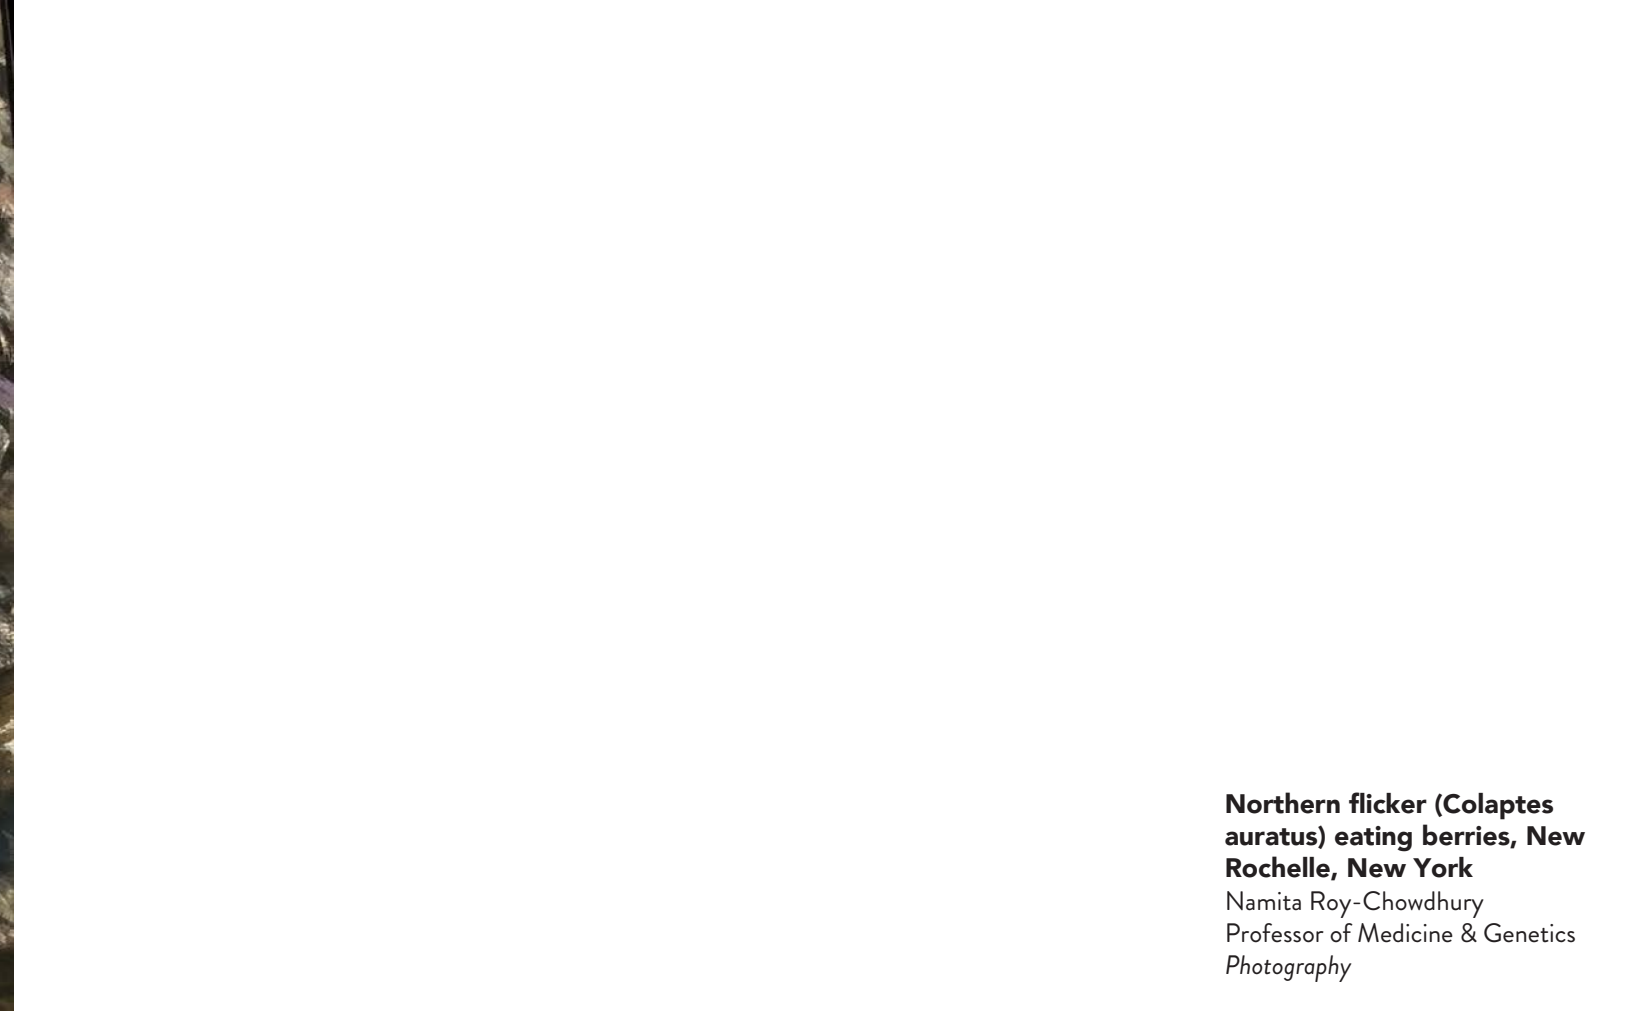 Northern flicker (Colaptes
auratus) eating berries, New
Rochelle, New York
Namita Roy-Chowdhury
Professor of Medicine & Genetics
Photography